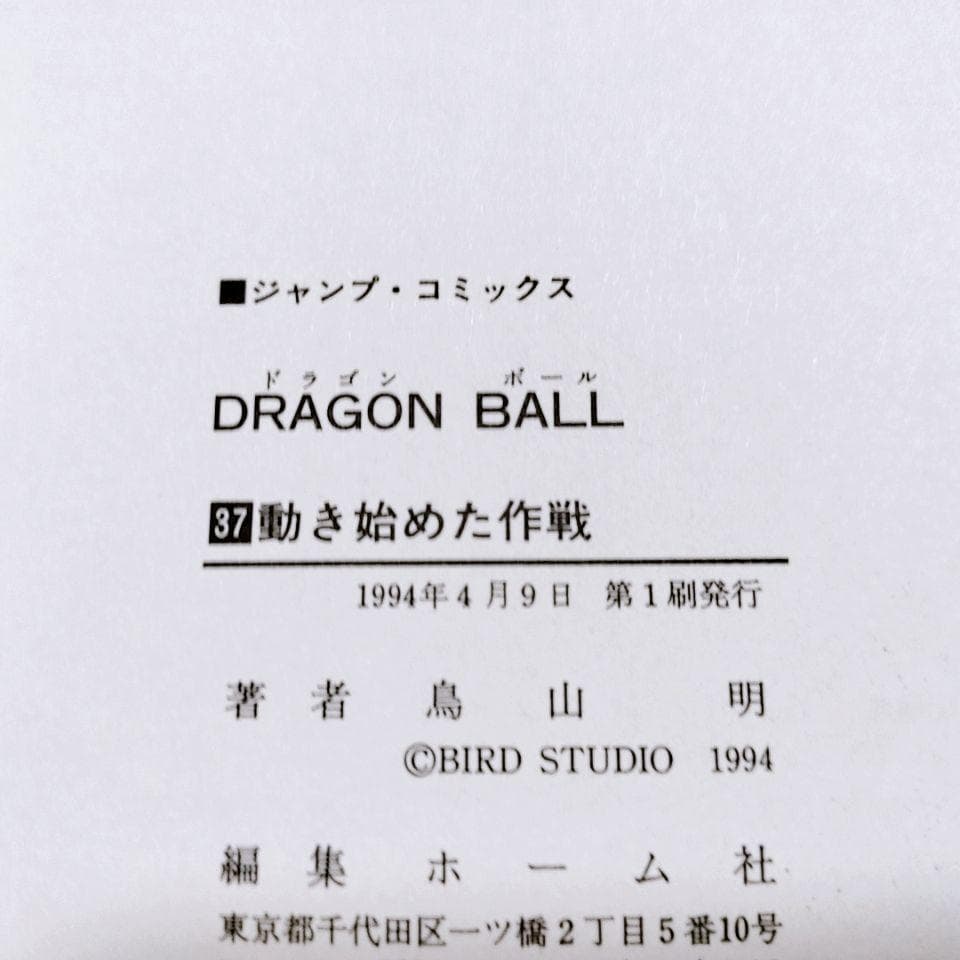 ■ジャンプ・コミックス
ドラゴン ボール
DRAGON BALL
37動き始めた作戦
1994年4月9日 第1刷発行
著者 鳥山 明
©BIRD STUDIO 1994
編集 ホーム社
東京都千代田区一ツ橋2丁目5番10号